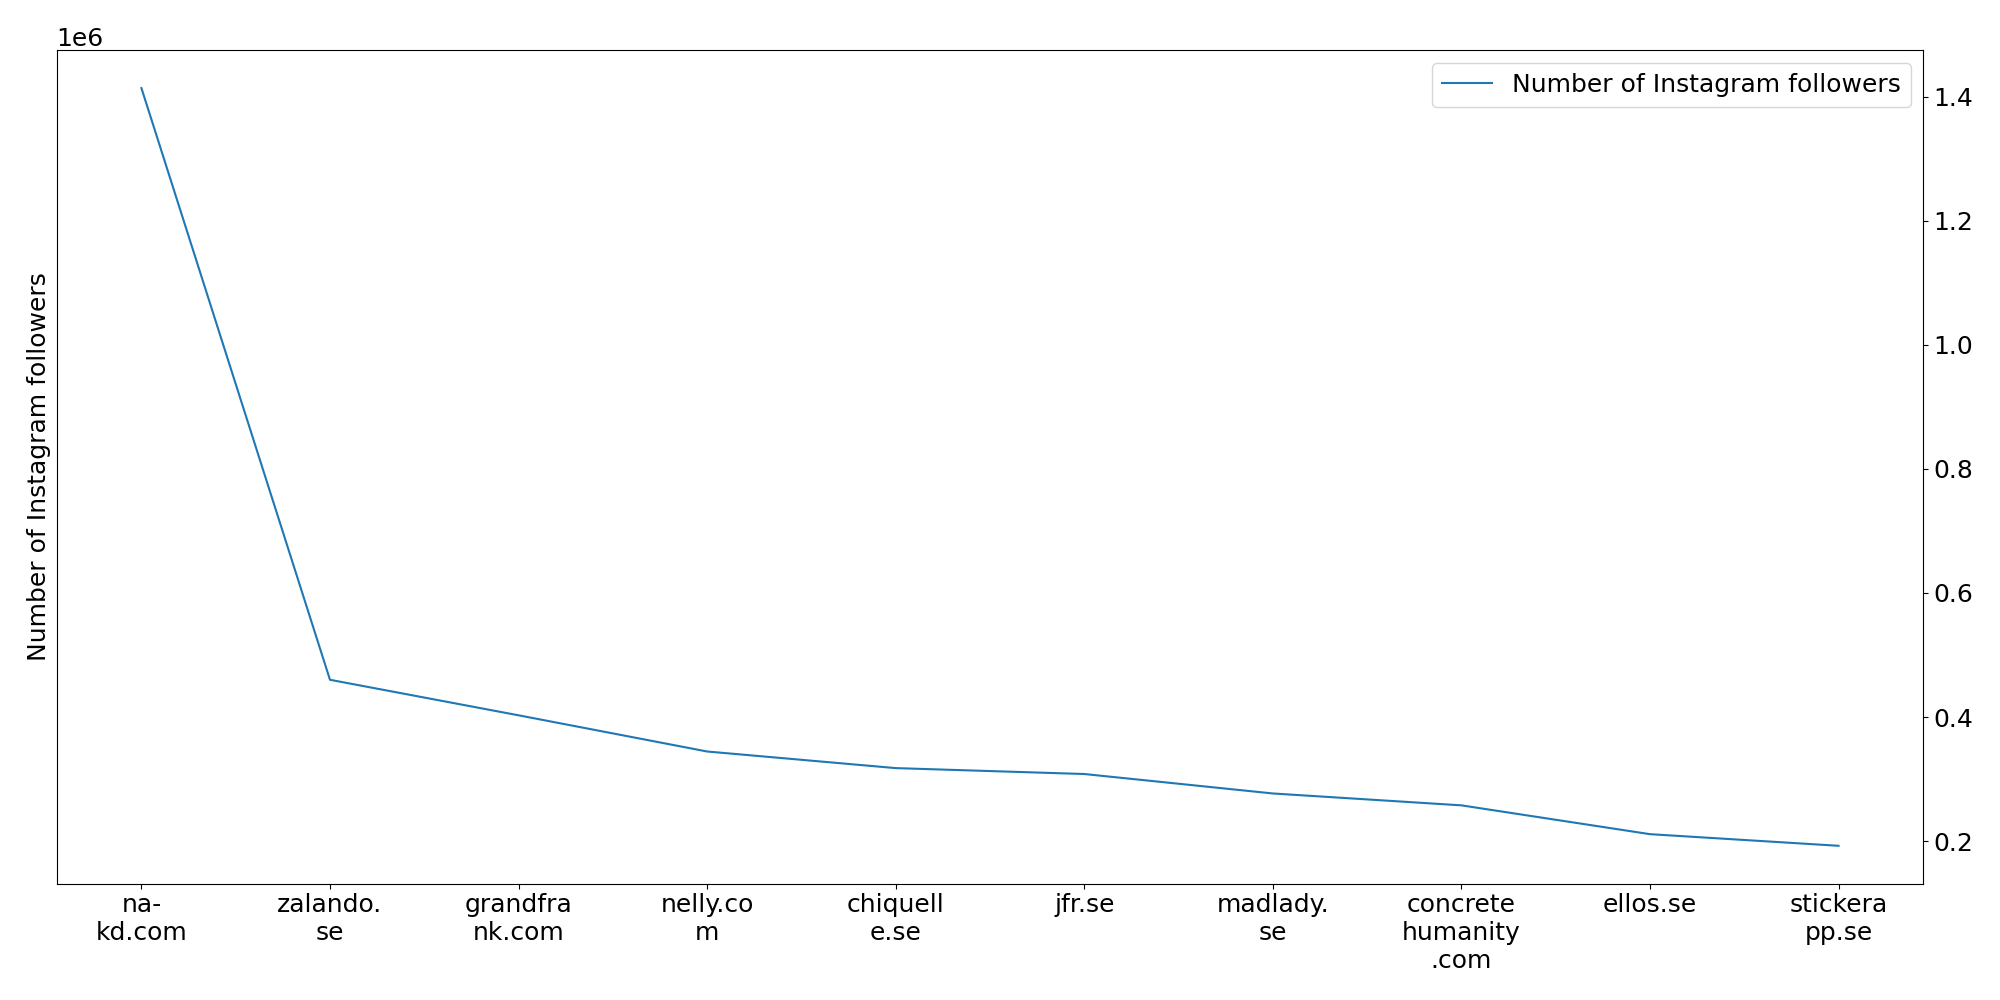 1e6
Number of Instagram followers
Number of Instagram followers
1.4
1.2
1.0
0.8
0.6
0.4
0.2
na-
kd.com
zalando.
se
grandfra
nk.com
nelly.co
m
chiquell
e.se
jfr.se
madlady.
se
concrete
humanity
.com
ellos.se
stickera
pp.se